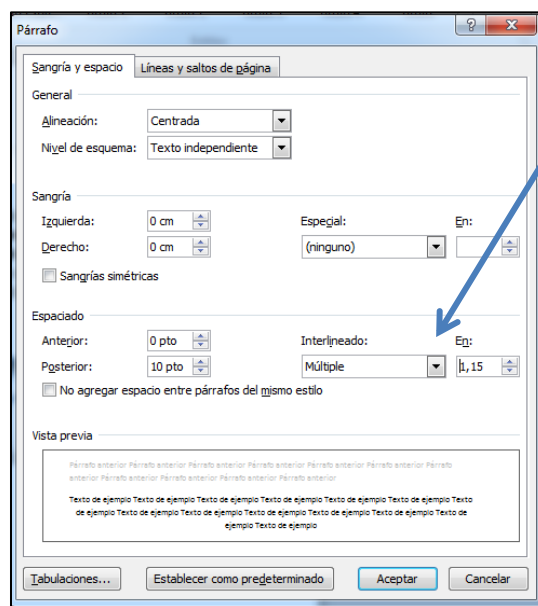 Párrafo
Sangría y espacio Líneas y saltos de página
General
Alineación: Centrada
Nivel de esquema: Texto independiente
Sangría
Izquierda: 0 cm Especial: En:
Derecho: 0 cm (ninguno)
Sangrías simétricas
Espaciado
Anterior: 0 pto Interlineado: En:
Posterior: 10 pto Múltiple 1,15
No agregar espacio entre párrafos del mismo estilo
Vista previa
Párrafo anterior Párrafo anterior Párrafo anterior Párrafo anterior Párrafo anterior Párrafo anterior Párrafo
anterior Párrafo anterior Párrafo anterior Párrafo anterior Párrafo anterior
Texto de ejemplo Texto de ejemplo Texto de ejemplo Texto de ejemplo Texto de ejemplo Texto de ejemplo Texto
de ejemplo Texto de ejemplo Texto de ejemplo Texto de ejemplo Texto de ejemplo Texto de ejemplo Texto de
ejemplo Texto de ejemplo
Tabulaciones... Establecer como predeterminado Aceptar Cancelar